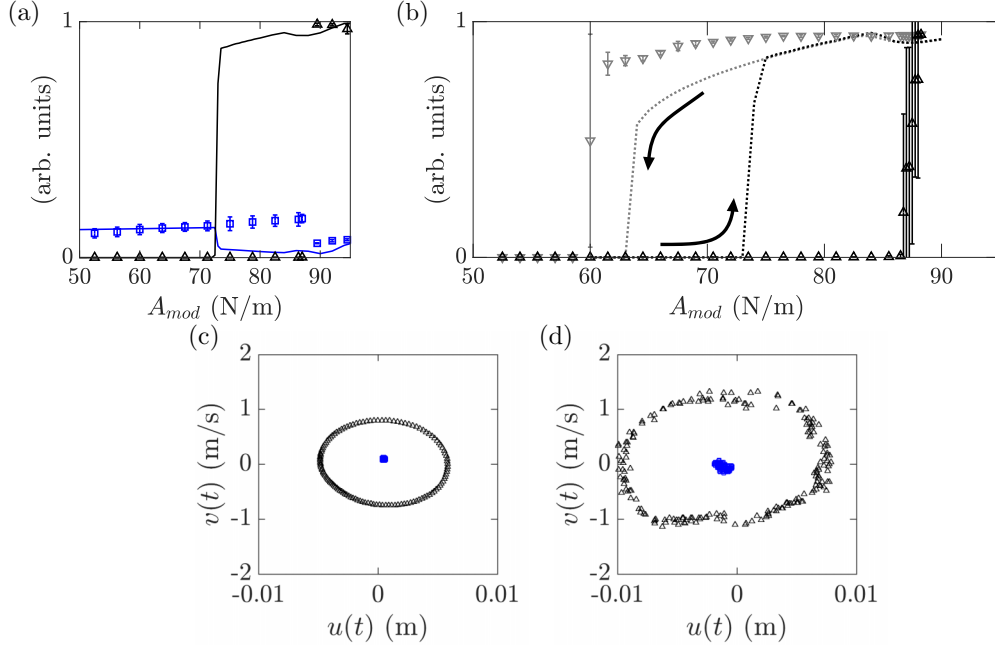 (a)
1
(arb. units)
0
50 60 70 80 90
A_mod (N/m)
(b)
1
(arb. units)
0
50 60 70 80 90
A_mod (N/m)
(c)
2
1
0
-1
-2
v(t) (m/s)
-0.01 0 0.01
u(t) (m)
(d)
2
1
0
-1
-2
v(t) (m/s)
-0.01 0 0.01
u(t) (m)